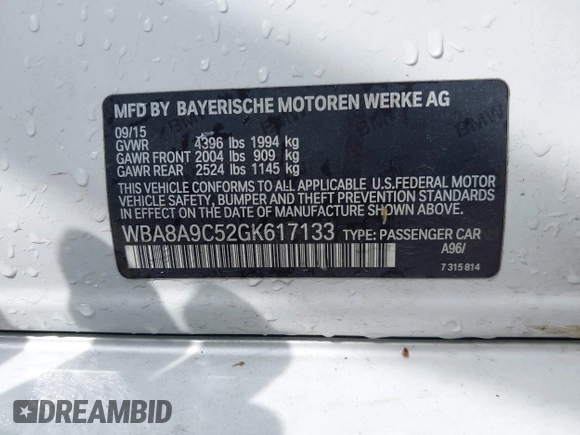 MFD BY BAYERISCHE MOTOREN WERKE AG
09/15
GVWR 4396 lbs 1994 kg
GAWR FRONT 2004 lbs 909 kg
GAWR REAR 2524 lbs 1145 kg
THIS VEHICLE CONFORMS TO ALL APPLICABLE U.S.FEDERAL MOTOR
VEHICLE SAFETY, BUMPER AND THEFT PREVENTION STANDARDS
IN EFFECT ON THE DATE OF MANUFACTURE SHOWN ABOVE.
WBA8A9C52GK617133 TYPE: PASSENGER CAR
A96/
7 315 814
DREAMBID